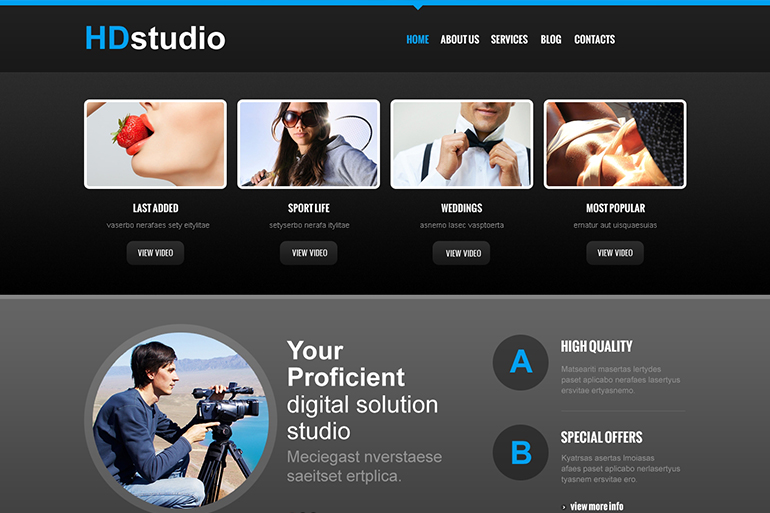 HDstudio
HOME ABOUT US SERVICES BLOG CONTACTS
LAST ADDED
vaserbo nerafaes sety eitylitae
VIEW VIDEO
SPORT LIFE
setyserbo nerafa itylitae
VIEW VIDEO
WEDDINGS
asnemo lasec vasptoerta
VIEW VIDEO
MOST POPULAR
ernatur aut uisquaesuias
VIEW VIDEO
Your
Proficient
digital solution
studio
Meciegast nverstaese
saeitset ertplica.
A
HIGH QUALITY
Matseariti masertas lertydes
paset aplicabo nerafaes lasertyus
ersvitae ertyasnemo.
B
SPECIAL OFFERS
Kyatrsas asertas lmoiasas
afaes paset aplicabo nerlasertyus
tyasnem ersvitae ero.
view more info